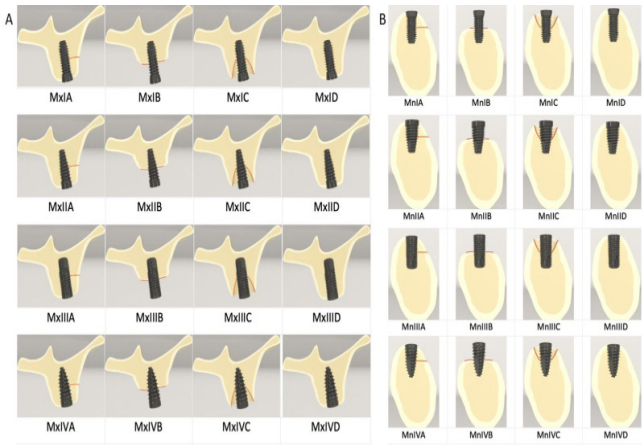 A
B
MxIA MxIB MxIC MxID
MnIA MnIB MnIC MnID
MxIIA MxIIB MxIIC MxIID
MnIIA MnIIB MnIIC MnIID
MxIIIA MxIIIB MxIIIC MxIIID
MnIIIA MnIIIB MnIIIC MnIIID
MxIVA MxIVB MxIVC MxIVD
MnIVA MnIVB MnIVC MnIVD